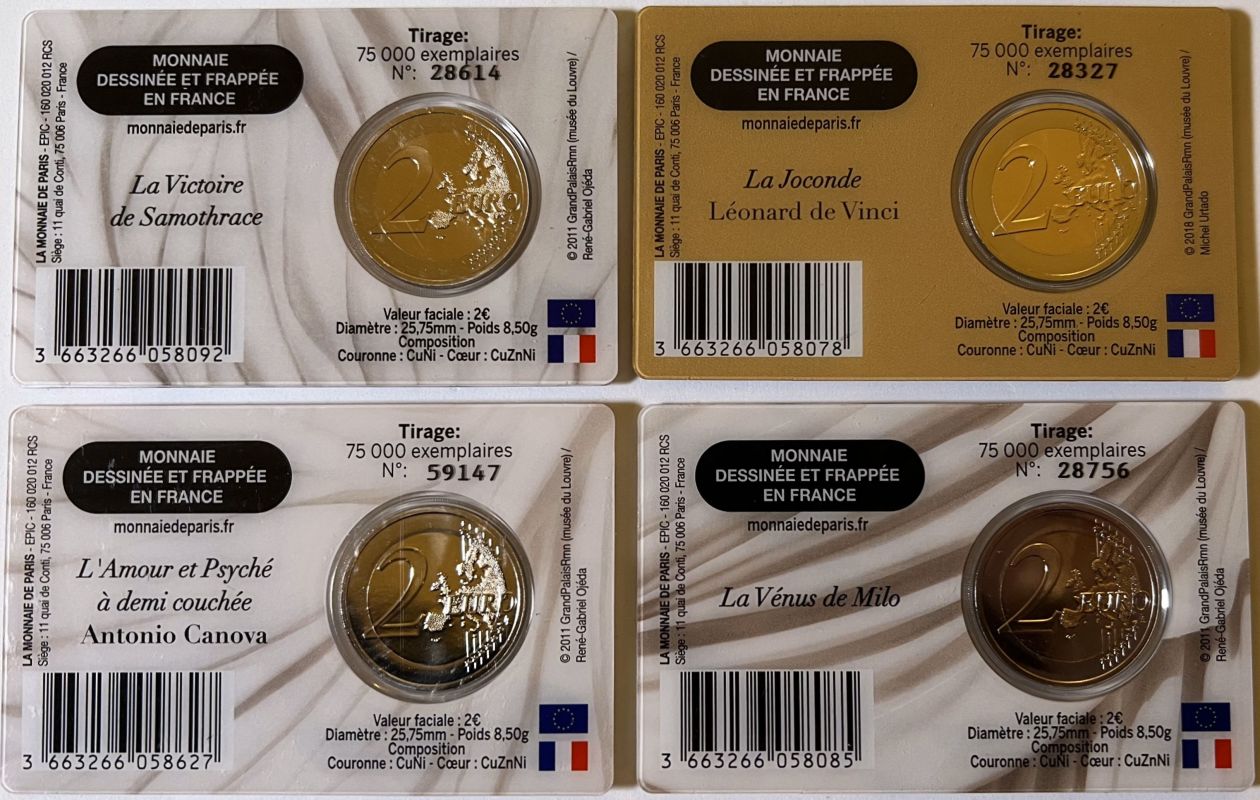 LA MONNAIE DE PARIS - EPIC - 160 020 012 RCS
Siège : 11 quai de Conti, 75 006 Paris - France
MONNAIE
DESSINÉE ET FRAPPÉE
EN FRANCE
monnaiedeparis.fr
La Victoire
de Samothrace
3 663266 058092
Tirage:
75 000 exemplaires
N°: 28614
2 EURO
Valeur faciale : 2€
Diamètre : 25,75mm - Poids 8,50g
Composition
Couronne : CuNi - Cœur : CuZnNi
© 2011 GrandPalaisRmn (musée du Louvre) /
René-Gabriel Ojéda
LA MONNAIE DE PARIS - EPIC - 160 020 012 RCS
Siège : 11 quai de Conti, 75 006 Paris - France
MONNAIE
DESSINÉE ET FRAPPÉE
EN FRANCE
monnaiedeparis.fr
La Joconde
Léonard de Vinci
3 663266 058078
Tirage:
75 000 exemplaires
N°: 28327
2 EURO
Valeur faciale : 2€
Diamètre : 25,75mm - Poids 8,50g
Composition
Couronne : CuNi - Cœur : CuZnNi
© 2018 GrandPalaisRmn (musée du Louvre) /
Michel Urtado
LA MONNAIE DE PARIS - EPIC - 160 020 012 RCS
Siège : 11 quai de Conti, 75 006 Paris - France
MONNAIE
DESSINÉE ET FRAPPÉE
EN FRANCE
monnaiedeparis.fr
L'Amour et Psyché
à demi couchée
Antonio Canova
3 663266 058627
Tirage:
75 000 exemplaires
N°: 59147
2 EURO
Valeur faciale : 2€
Diamètre : 25,75mm - Poids 8,50g
Composition
Couronne : CuNi - Cœur : CuZnNi
© 2011 GrandPalaisRmn (musée du Louvre) /
René-Gabriel Ojéda
LA MONNAIE DE PARIS - EPIC - 160 020 012 RCS
Siège : 11 quai de Conti, 75 006 Paris - France
MONNAIE
DESSINÉE ET FRAPPÉE
EN FRANCE
monnaiedeparis.fr
La Vénus de Milo
3 663266 058085
Tirage:
75 000 exemplaires
N°: 28756
2 EURO
Valeur faciale : 2€
Diamètre : 25,75mm - Poids 8,50g
Composition
Couronne : CuNi - Cœur : CuZnNi
© 2011 GrandPalaisRmn (musée du Louvre) /
René-Gabriel Ojéda